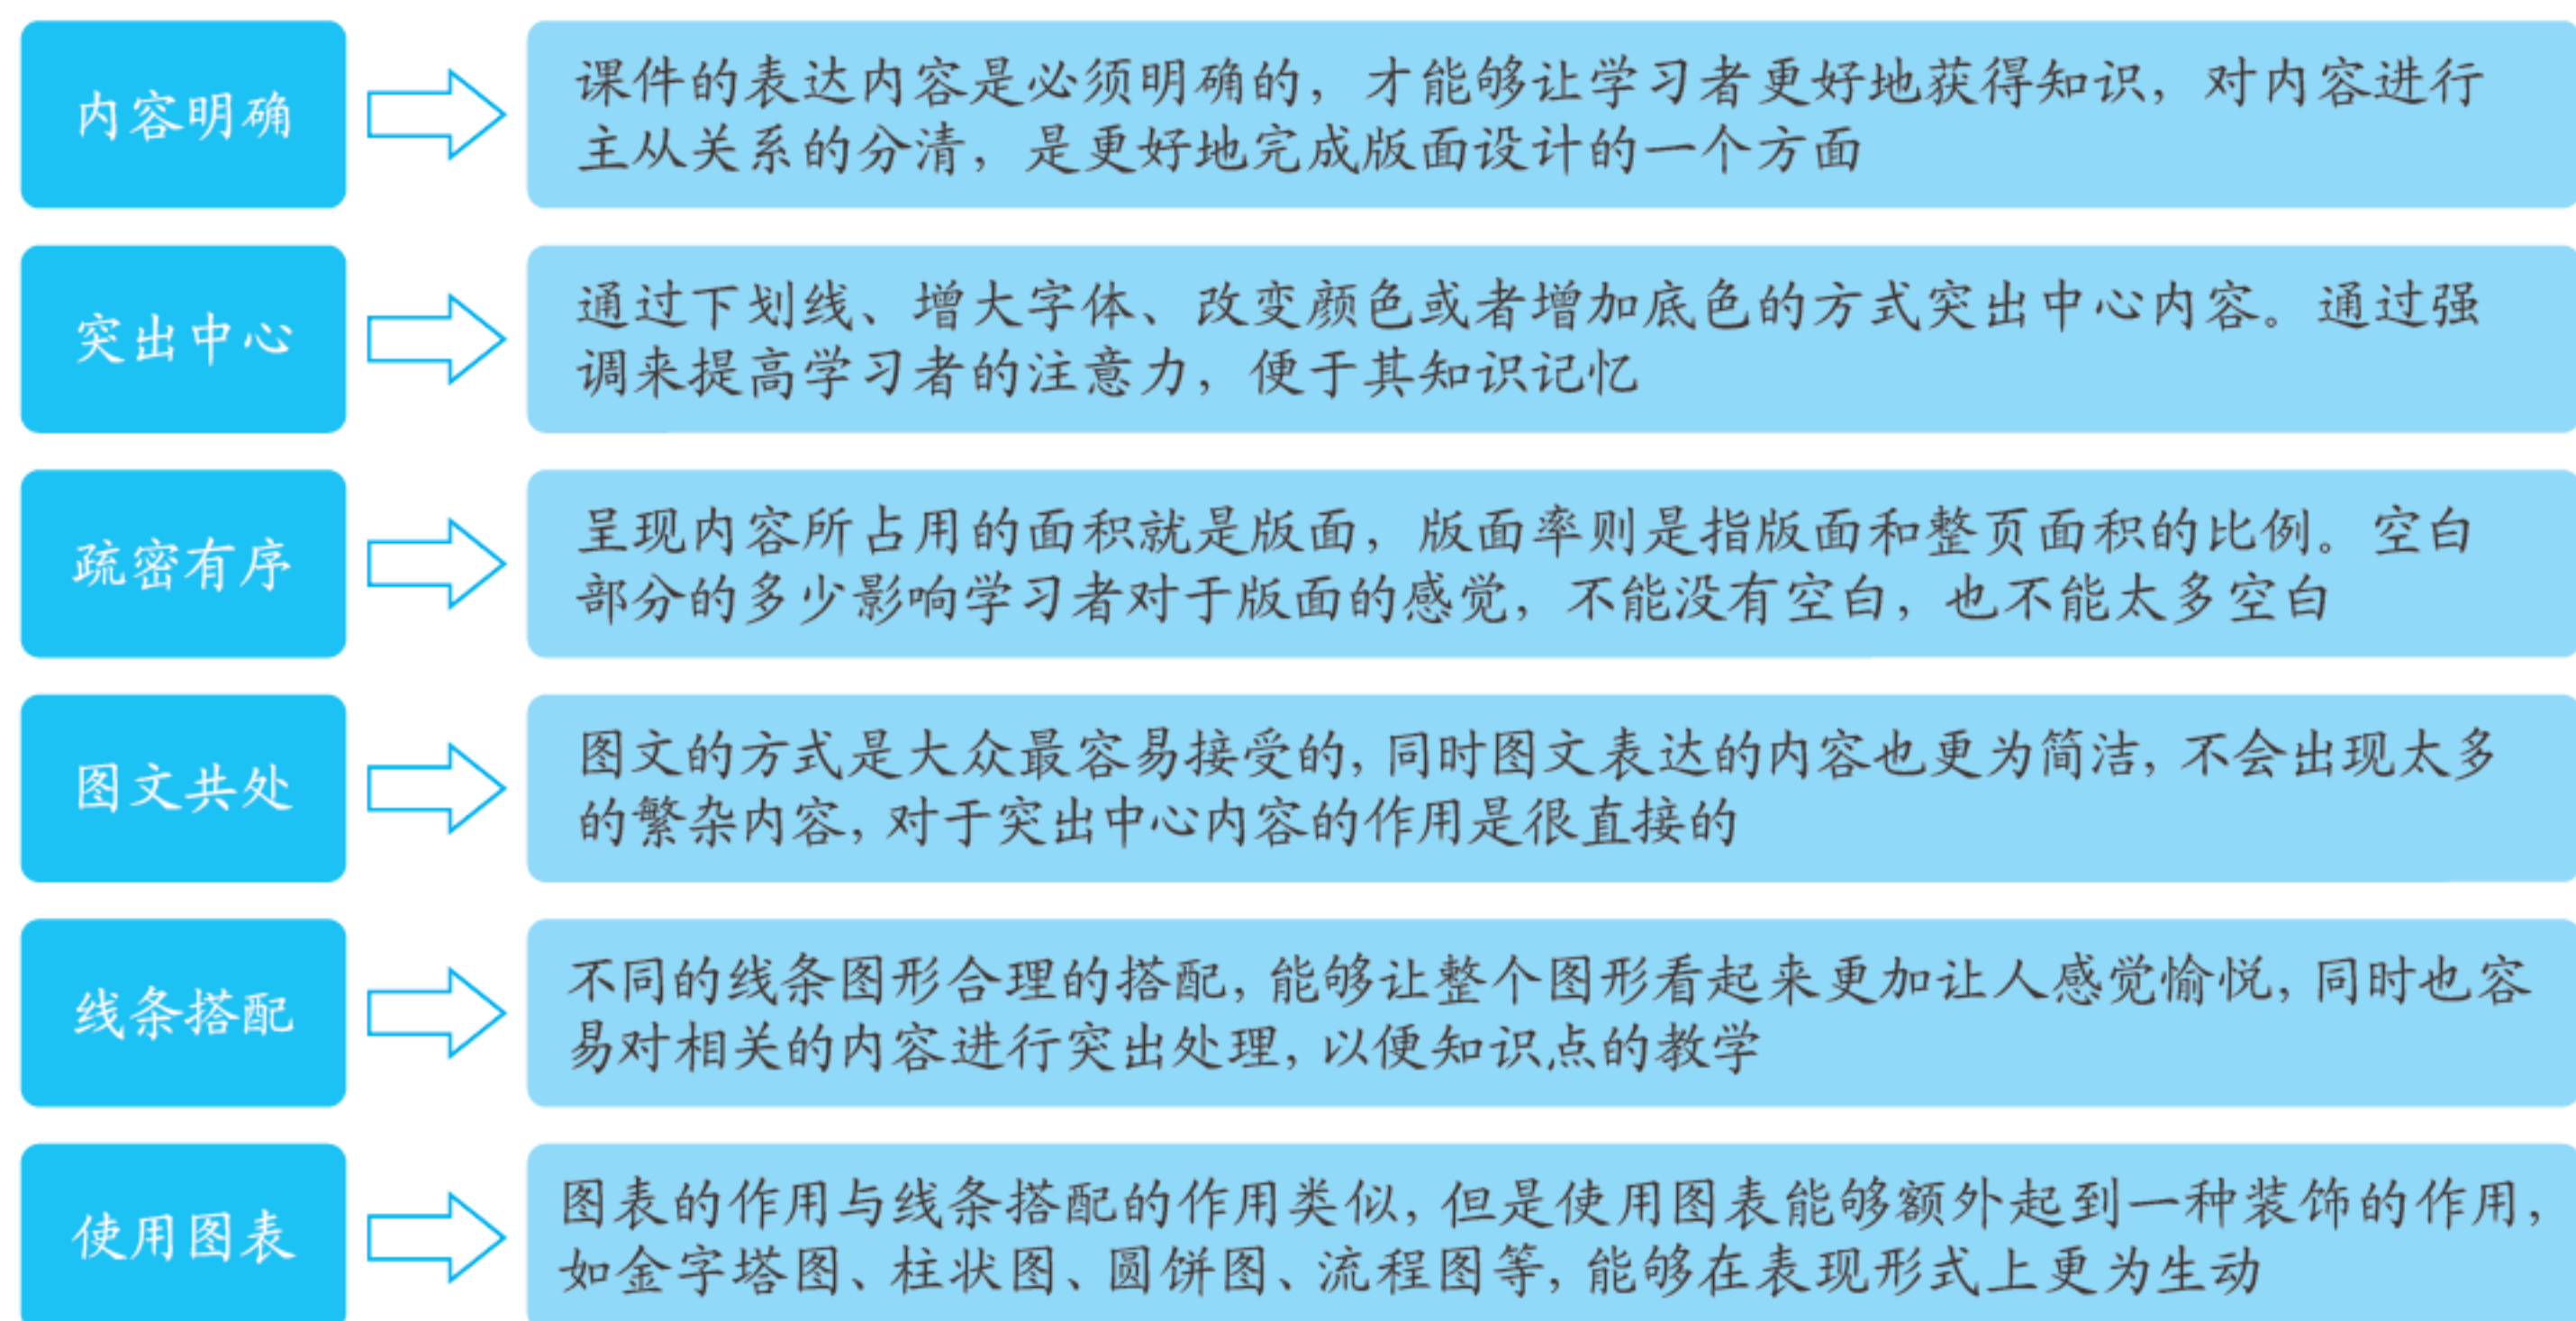 内容明确
课件的表达内容是必须明确的，才能够让学习者更好地获得知识，对内容进行
主从关系的分清，是更好地完成版面设计的一个方面
突出中心
通过下划线、增大字体、改变颜色或者增加底色的方式突出中心内容。通过强
调来提高学习者的注意力，便于其知识记忆
疏密有序
呈现内容所占用的面积就是版面，版面率则是指版面和整页面积的比例。空白
部分的多少影响学习者对于版面的感觉，不能没有空白，也不能太多空白
图文共处
图文的方式是大众最容易接受的，同时图文表达的内容也更为简洁，不会出现太多
的繁杂内容，对于突出中心内容的作用是很直接的
线条搭配
不同的线条图形合理的搭配，能够让整个图形看起来更加让人感觉愉悦，同时也容
易对相关的内容进行突出处理，以便知识点的教学
使用图表
图表的作用与线条搭配的作用类似，但是使用图表能够额外起到一种装饰的作用，
如金字塔图、柱状图、圆饼图、流程图等，能够在表现形式上更为生动